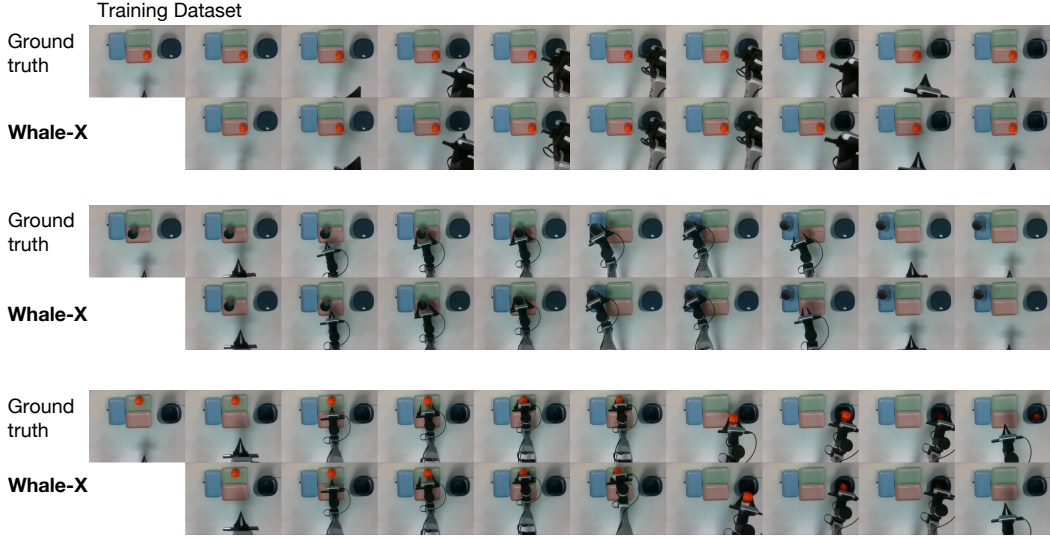 Training Dataset
Ground
truth
Whale-X
Ground
truth
Whale-X
Ground
truth
Whale-X